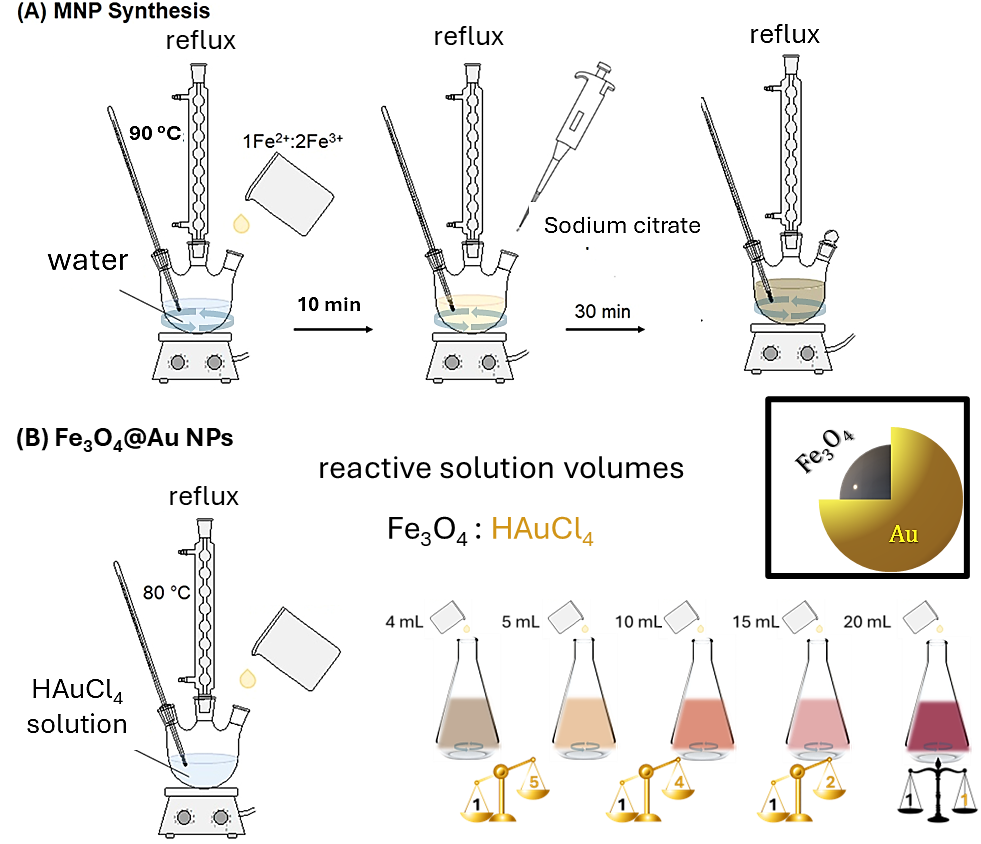 (A) MNP Synthesis
reflux
reflux
reflux
90 ºC
1Fe²⁺:2Fe³⁺
Sodium citrate
water
10 min
30 min
(B) Fe₃O₄@Au NPs
reactive solution volumes
Fe₃O₄ : HAuCl₄
Fe₃O₄
Au
reflux
80 °C
HAuCl₄
solution
4 mL
5 mL
10 mL
15 mL
20 mL
1 5
1 4
1 2
1 1